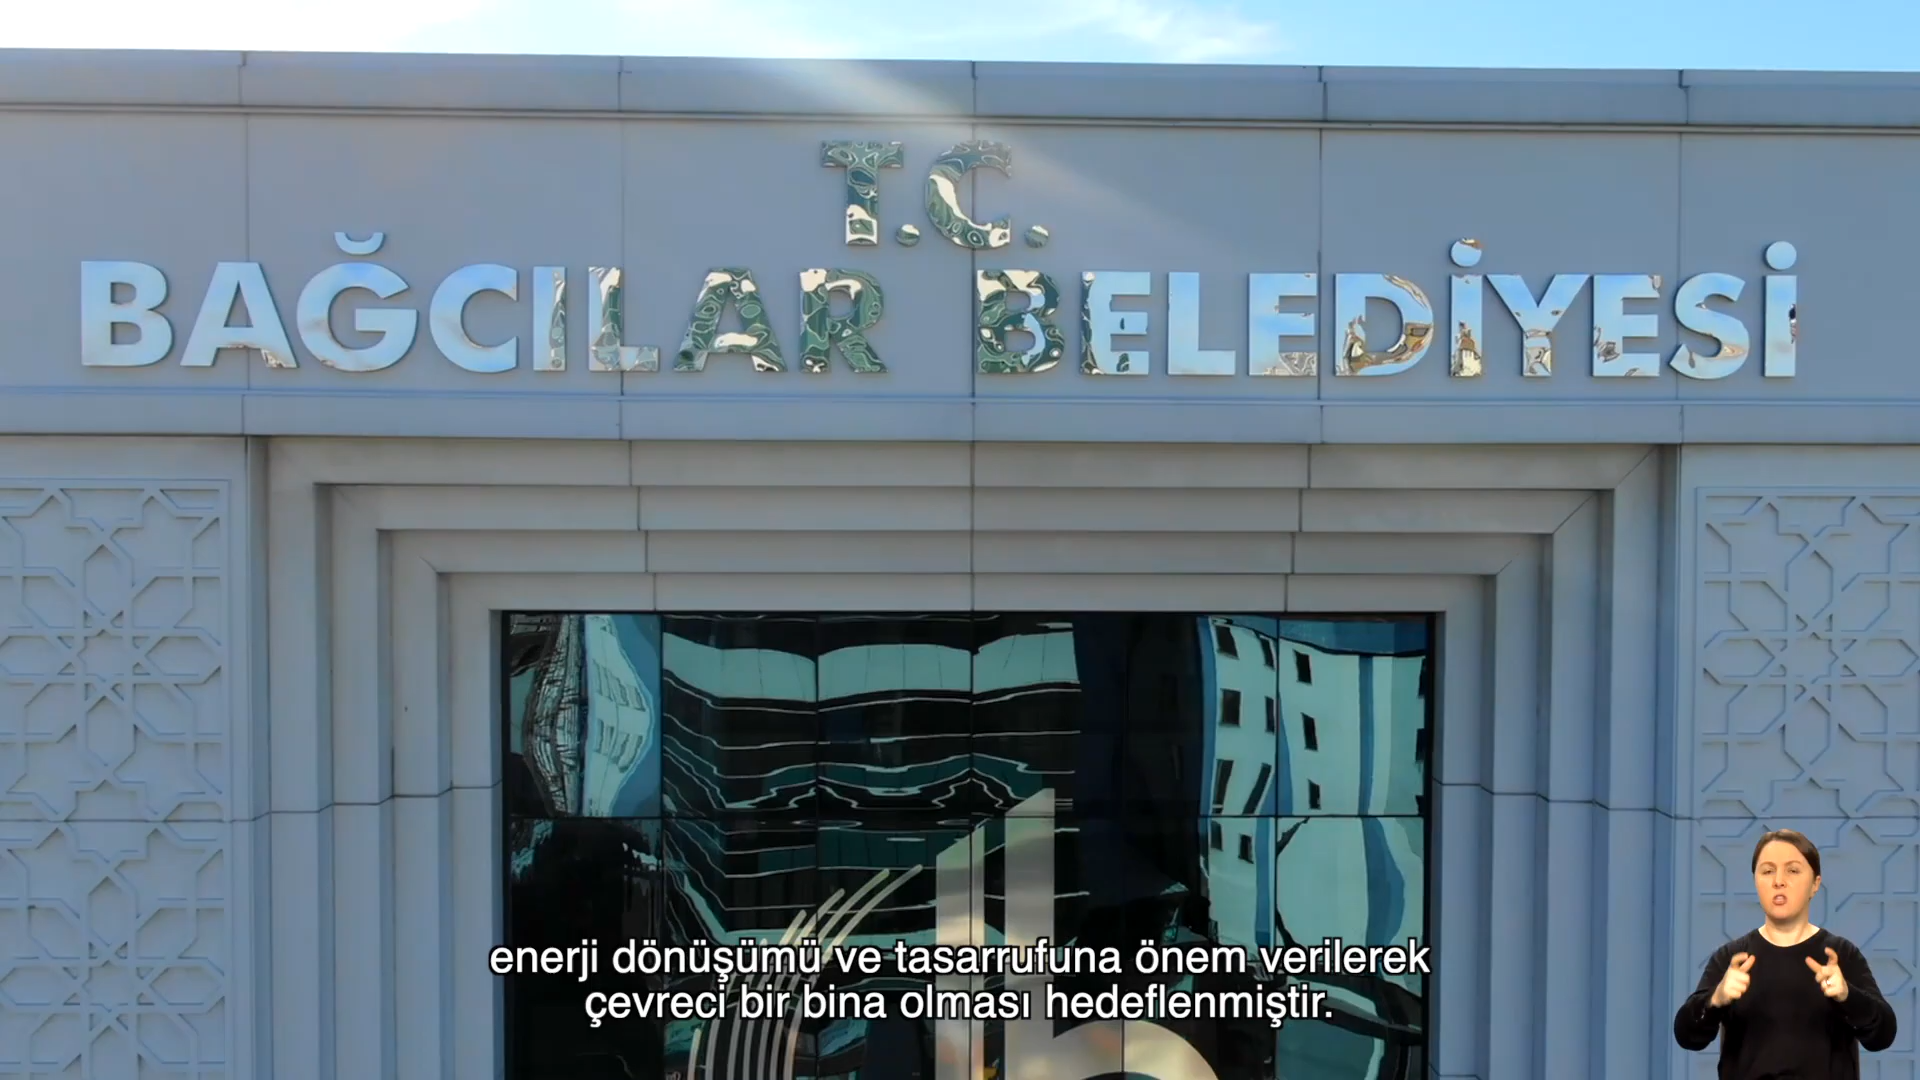 T.C.
BAĞCILAR BELEDİYESİ
enerji dönüşümü ve tasarrufuna önem verilerek
çevreci bir bina olması hedeflenmiştir.